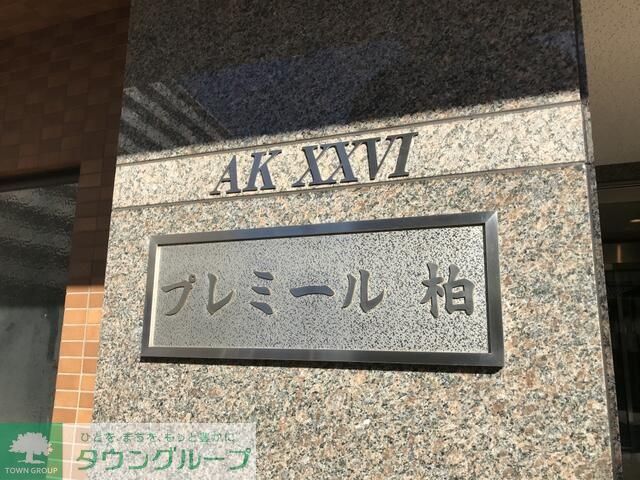 AK XXVI
プレミール 柏
ひとを、まちを、もっと豊かに
タウングループ
TOWN GROUP